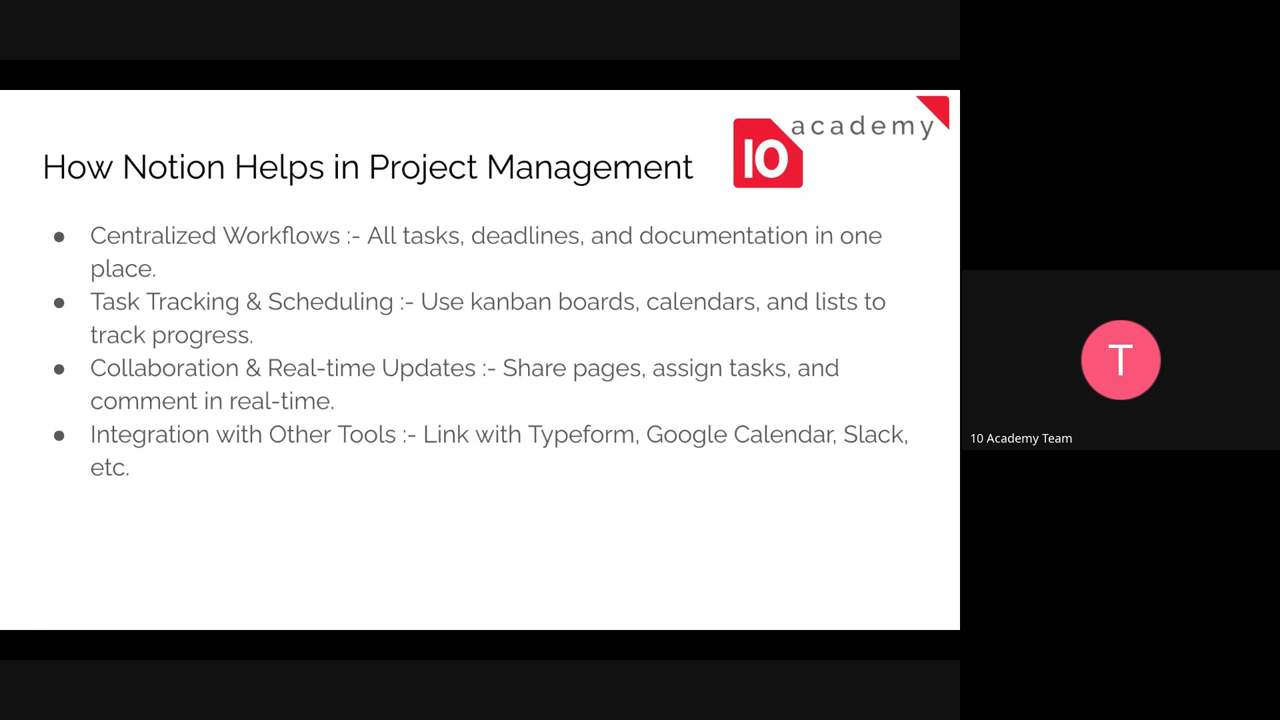 academy
10
How Notion Helps in Project Management
● Centralized Workflows :- All tasks, deadlines, and documentation in one
place.
● Task Tracking & Scheduling :- Use kanban boards, calendars, and lists to
track progress.
● Collaboration & Real-time Updates :- Share pages, assign tasks, and
comment in real-time.
● Integration with Other Tools :- Link with Typeform, Google Calendar, Slack,
etc.
T
10 Academy Team